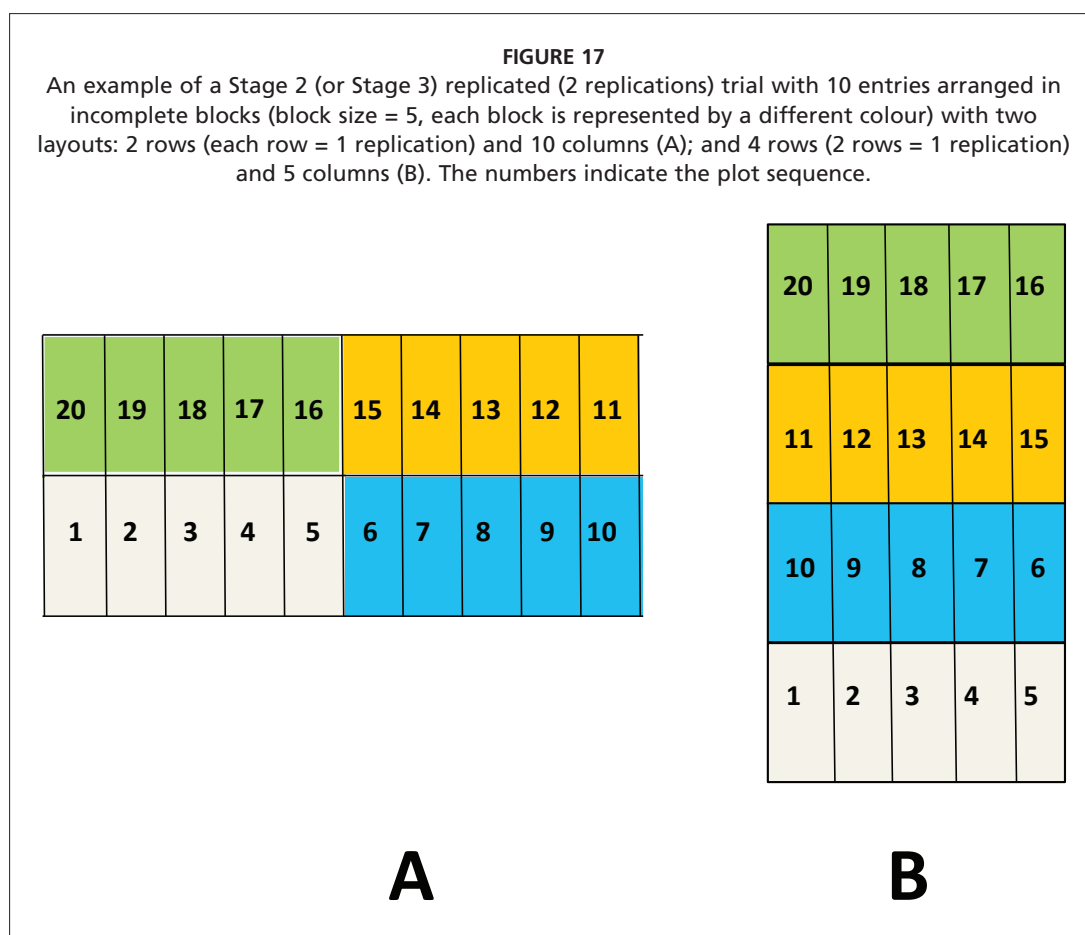 FIGURE 17
An example of a Stage 2 (or Stage 3) replicated (2 replications) trial with 10 entries arranged in
incomplete blocks (block size = 5, each block is represented by a different colour) with two
layouts: 2 rows (each row = 1 replication) and 10 columns (A); and 4 rows (2 rows = 1 replication)
and 5 columns (B). The numbers indicate the plot sequence.
20 19 18 17 16 15 14 13 12 11
1 2 3 4 5 6 7 8 9 10
A
20 19 18 17 16
11 12 13 14 15
10 9 8 7 6
1 2 3 4 5
B